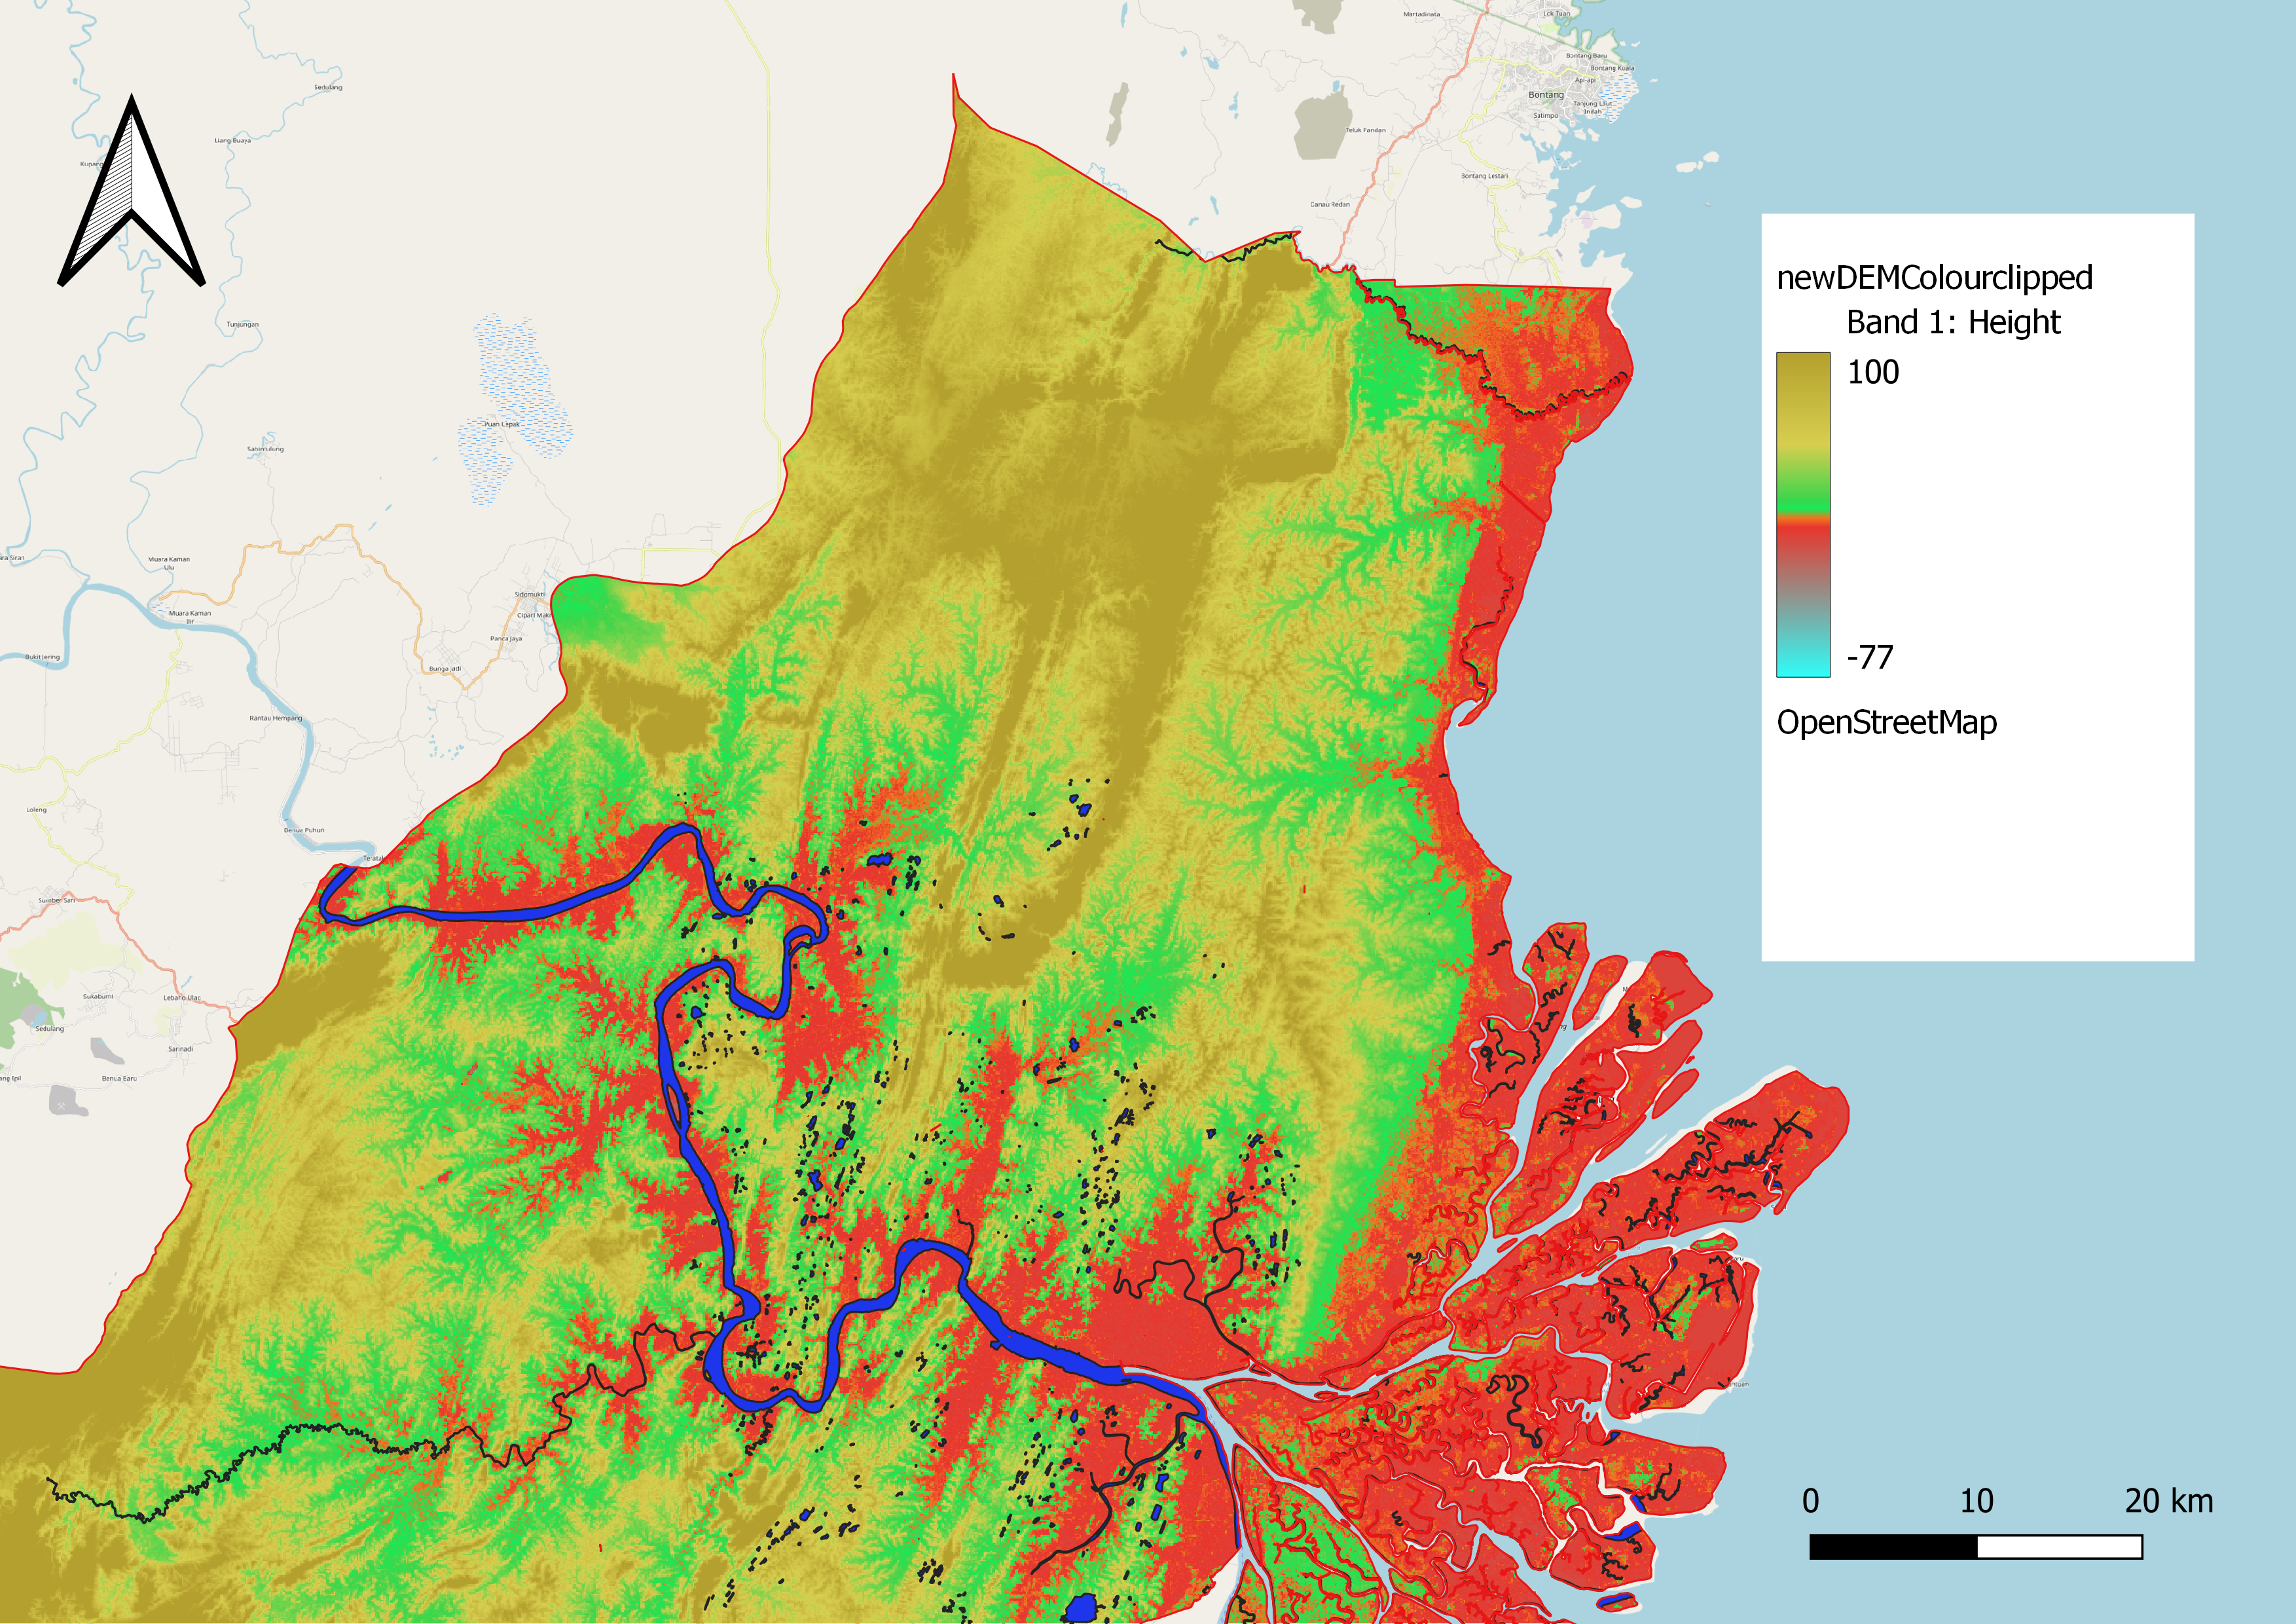 Lok Tuan
Martadinata
Bontang Baru
Bontang Kuala
Api-api
Sedulang
Bontang
Tanjung Laut
Indah
Satimpo
Teluk Pandan
Liang Buaya
Kupang
Bontang Lestari
Danau Redan
newDEMColourclipped
Band 1: Height
100
Tunjungan
Puan Cepak
Sabintulung
Muara Kaman
Ulu
Sidomukti
Muara Kaman
Ilir
Panca Jaya
Bukit Jering
-77
Bunga Jadi
Rantau Hempang
OpenStreetMap
Loleng
Benua Puhun
Teratak
Sumber Sari
Sukabumi
Lebaho Ulac
Sedulang
Sarinadi
Benua Baru
0 10 20 km